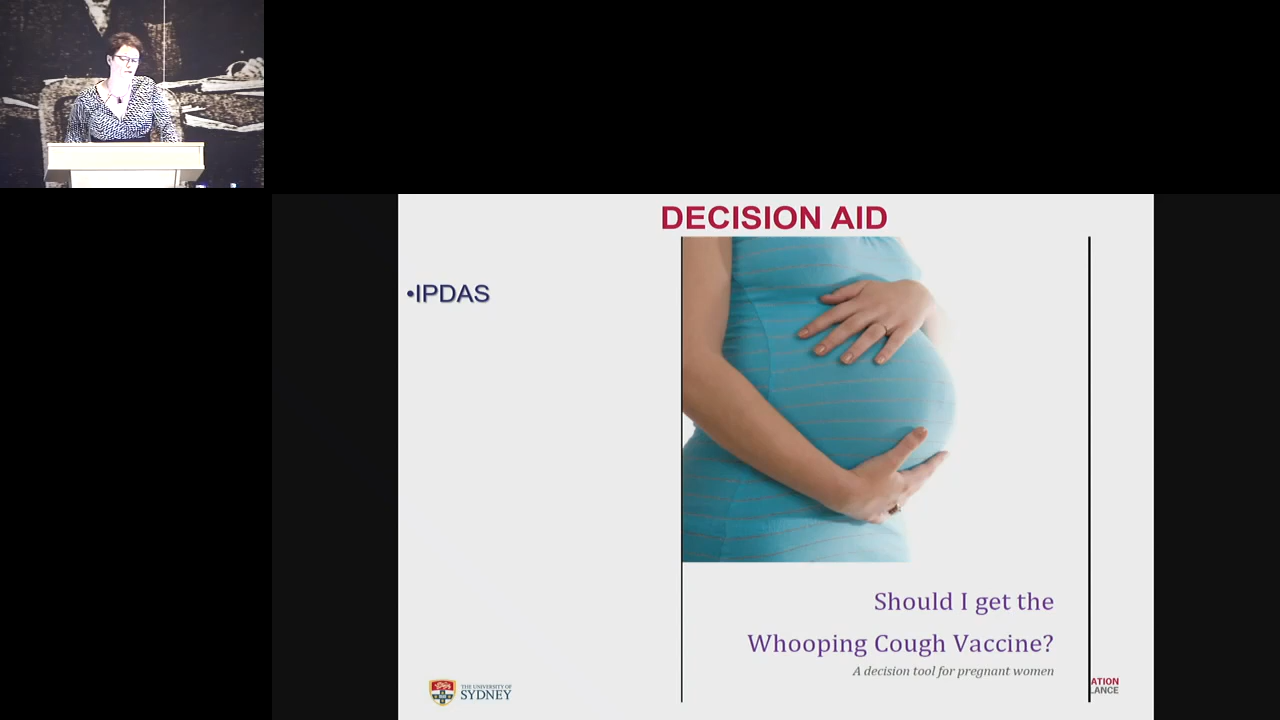 DECISION AID
•IPDAS
Should I get the
Whooping Cough Vaccine?
A decision tool for pregnant women
THE UNIVERSITY OF
SYDNEY
ATION
LANCE